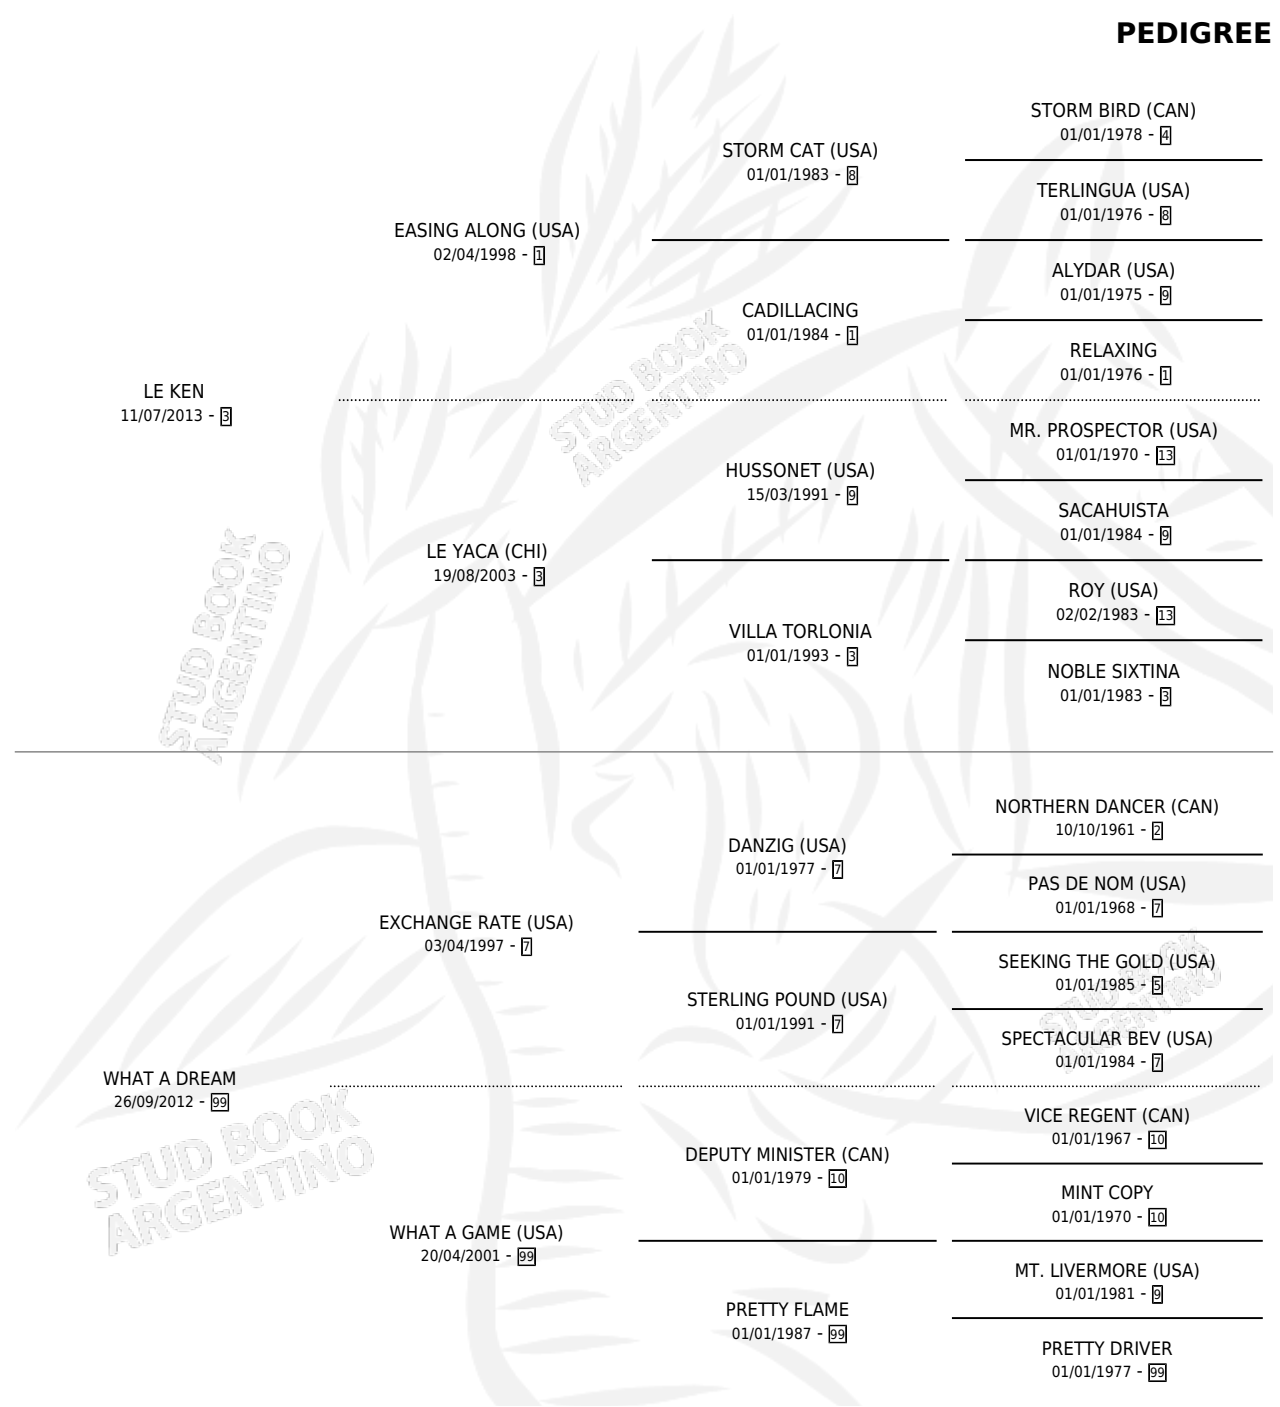 PEDIGREE
STORM BIRD (CAN)
01/01/1978 - 4
STORM CAT (USA)
01/01/1983 - 8
TERLINGUA (USA)
01/01/1976 - 8
EASING ALONG (USA)
02/04/1998 - 1
ALYDAR (USA)
01/01/1975 - 9
CADILLACING
01/01/1984 - 1
RELAXING
01/01/1976 - 1
LE KEN
11/07/2013 - 3
MR. PROSPECTOR (USA)
01/01/1970 - 13
HUSSONET (USA)
15/03/1991 - 9
SACAHUISTA
01/01/1984 - 9
LE YACA (CHI)
19/08/2003 - 3
ROY (USA)
02/02/1983 - 13
VILLA TORLONIA
01/01/1993 - 3
NOBLE SIXTINA
01/01/1983 - 3
NORTHERN DANCER (CAN)
10/10/1961 - 2
DANZIG (USA)
01/01/1977 - 7
PAS DE NOM (USA)
01/01/1968 - 7
EXCHANGE RATE (USA)
03/04/1997 - 7
SEEKING THE GOLD (USA)
01/01/1985 - 5
STERLING POUND (USA)
01/01/1991 - 7
SPECTACULAR BEV (USA)
01/01/1984 - 7
WHAT A DREAM
26/09/2012 - 99
VICE REGENT (CAN)
01/01/1967 - 10
DEPUTY MINISTER (CAN)
01/01/1979 - 10
MINT COPY
01/01/1970 - 10
WHAT A GAME (USA)
20/04/2001 - 99
MT. LIVERMORE (USA)
01/01/1981 - 9
PRETTY FLAME
01/01/1987 - 99
PRETTY DRIVER
01/01/1977 - 99
STUD BOOK
ARGENTINO
STUD BOOK
ARGENTINO
STUD BOOK
ARGENTINO
STUD BOOK
ARGENTINO